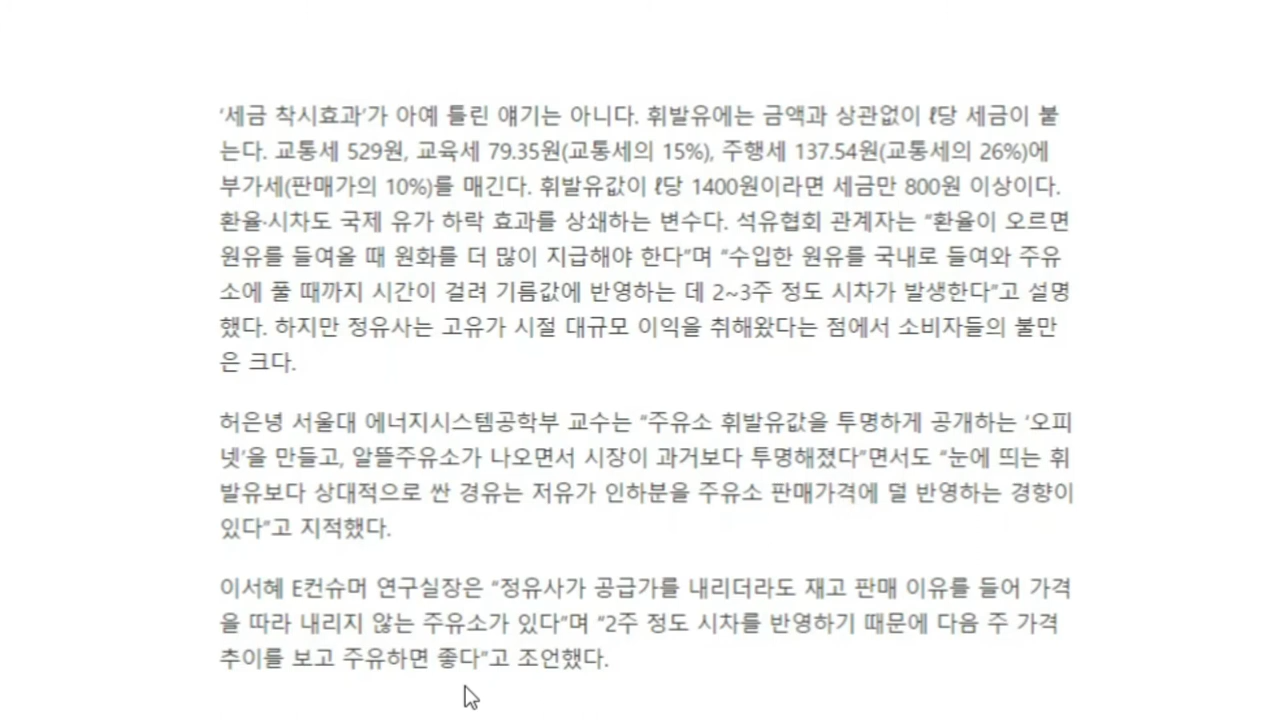 ‘세금 착시효과’가 아예 틀린 얘기는 아니다. 휘발유에는 금액과 상관없이 ℓ당 세금이 붙
는다. 교통세 529원, 교육세 79.35원(교통세의 15%), 주행세 137.54원(교통세의 26%)에
부가세(판매가의 10%)를 매긴다. 휘발유값이 ℓ당 1400원이라면 세금만 800원 이상이다.
환율·시차도 국제 유가 하락 효과를 상쇄하는 변수다. 석유협회 관계자는 “환율이 오르면
원유를 들여올 때 원화를 더 많이 지급해야 한다”며 “수입한 원유를 국내로 들여와 주유
소에 풀 때까지 시간이 걸려 기름값에 반영하는 데 2~3주 정도 시차가 발생한다”고 설명
했다. 하지만 정유사는 고유가 시절 대규모 이익을 취해왔다는 점에서 소비자들의 불만
은 크다.
허은녕 서울대 에너지시스템공학부 교수는 “주유소 휘발유값을 투명하게 공개하는 ‘오피
넷’을 만들고, 알뜰주유소가 나오면서 시장이 과거보다 투명해졌다”면서도 “눈에 띄는 휘
발유보다 상대적으로 싼 경유는 저유가 인하분을 주유소 판매가격에 덜 반영하는 경향이
있다”고 지적했다.
이서혜 E컨슈머 연구실장은 “정유사가 공급가를 내리더라도 재고 판매 이유를 들어 가격
을 따라 내리지 않는 주유소가 있다”며 “2주 정도 시차를 반영하기 때문에 다음 주 가격
추이를 보고 주유하면 좋다”고 조언했다.